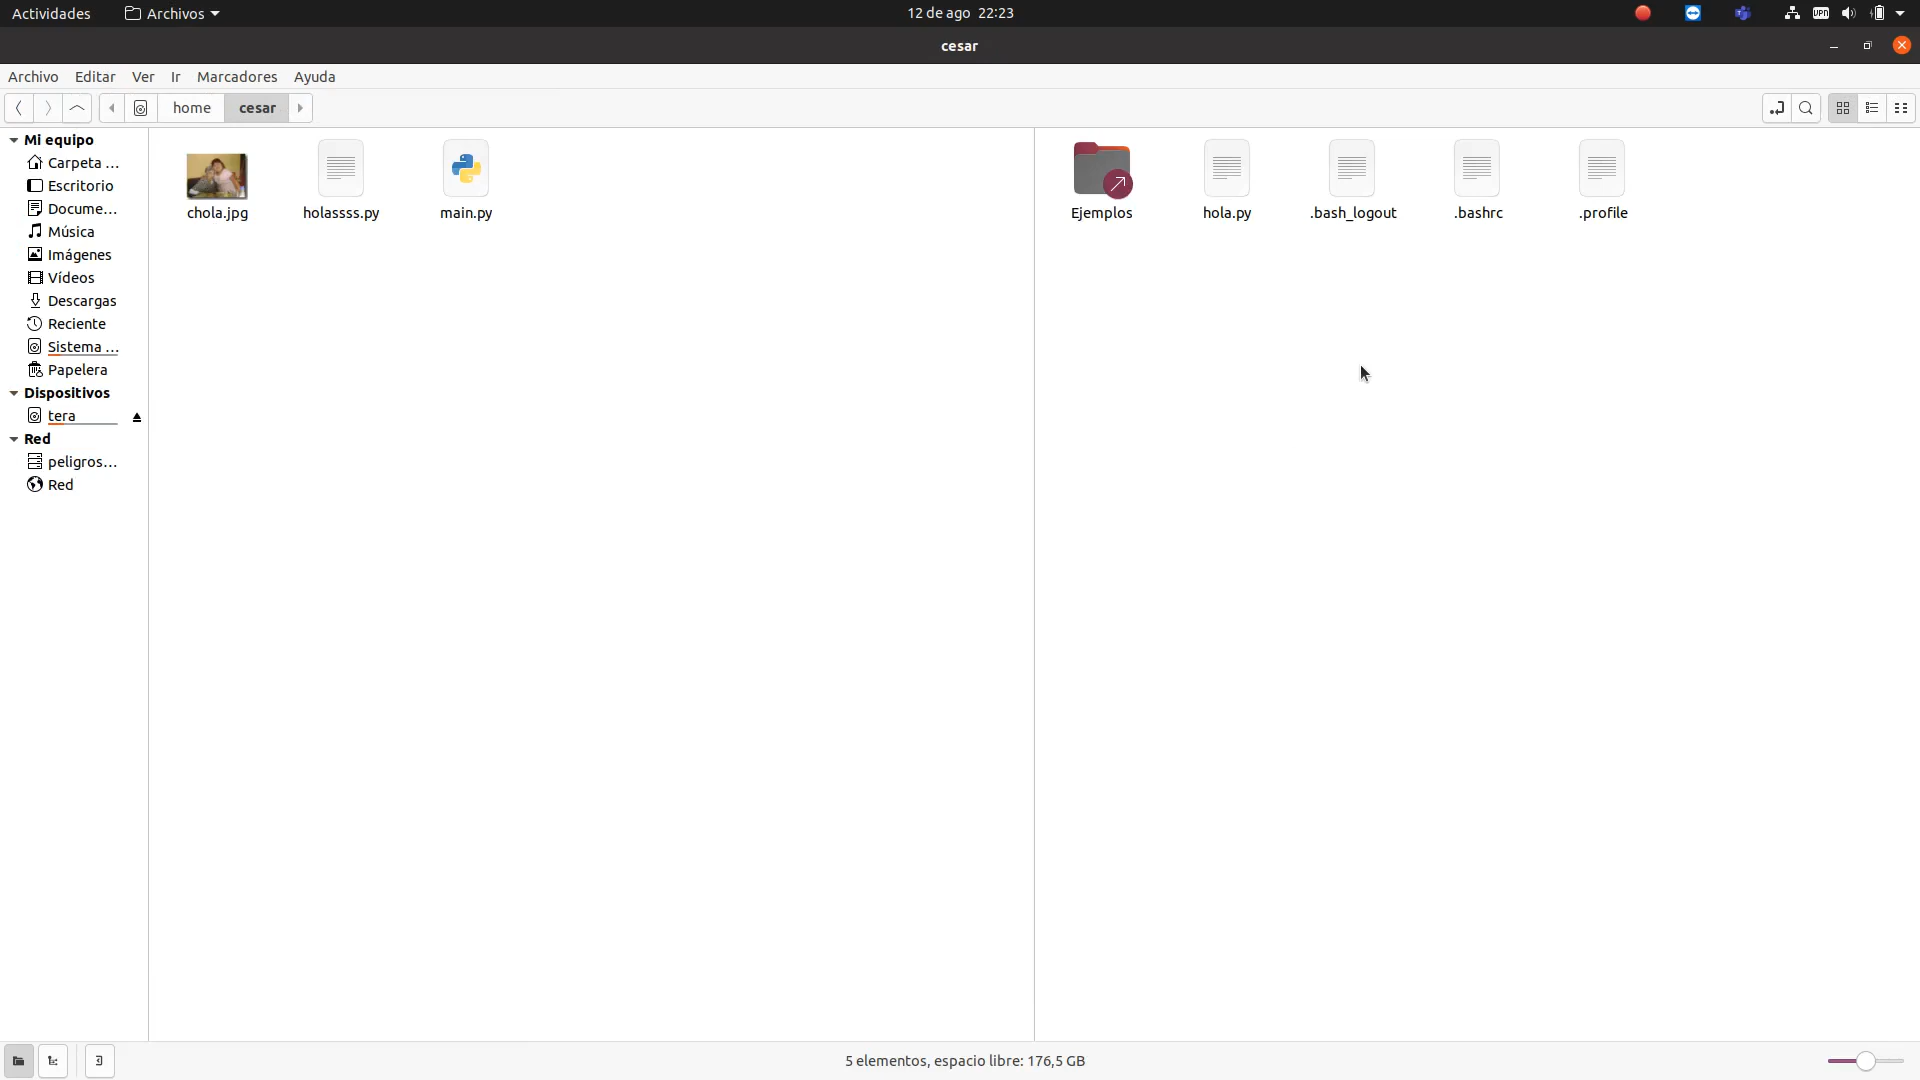 Actividades
Archivos
12 de ago 22:23
VPN
cesar
Archivo Editar Ver Ir Marcadores Ayuda
home cesar
Mi equipo
Carpeta ...
Escritorio
Docume...
Música
Imágenes
Vídeos
Descargas
Reciente
Sistema ...
Papelera
Dispositivos
tera
Red
peligros...
Red
chola.jpg
holassss.py
main.py
Ejemplos
hola.py
.bash_logout
.bashrc
.profile
5 elementos, espacio libre: 176,5 GB